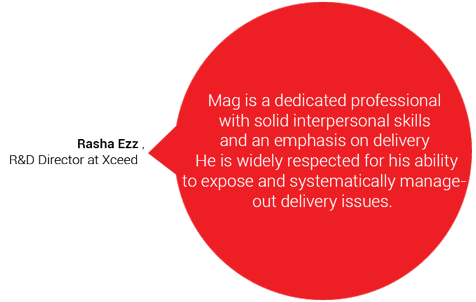 Rasha Ezz ,
R&D Director at Xceed
Mag is a dedicated professional
with solid interpersonal skills
and an emphasis on delivery
He is widely respected for his ability
to expose and systematically manage-
out delivery issues.